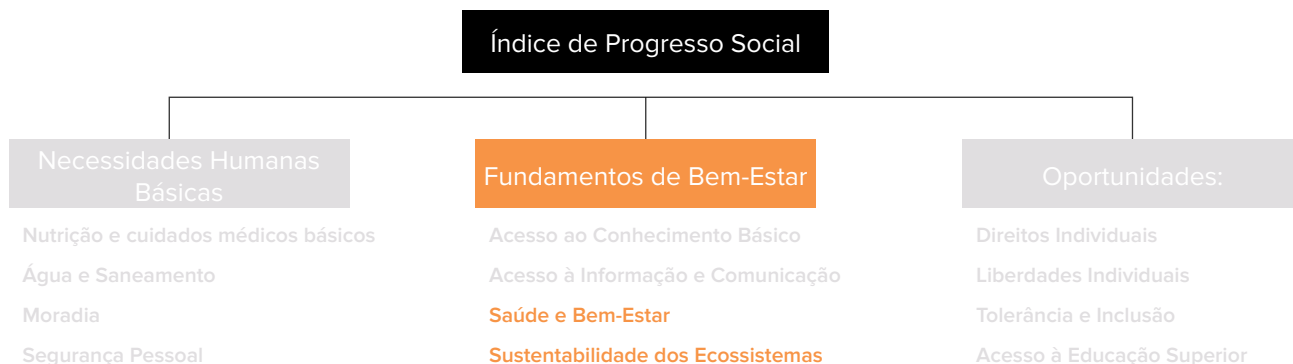 Índice de Progresso Social
Necessidades Humanas
Básicas
Nutrição e cuidados médicos básicos
Água e Saneamento
Moradia
Segurança Pessoal
Fundamentos de Bem-Estar
Acesso ao Conhecimento Básico
Acesso à Informação e Comunicação
Saúde e Bem-Estar
Sustentabilidade dos Ecossistemas
Oportunidades:
Direitos Individuais
Liberdades Individuais
Tolerância e Inclusão
Acesso à Educação Superior